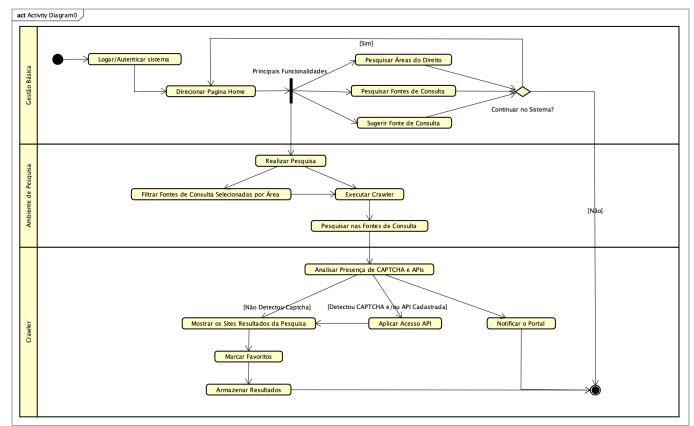 act Activity Diagram0
Gestão Básica
[Sim]
Logar/Autenticar sistema
Principais Funcionalidades
Pesquisar Áreas do Direito
Direcionar Pagina Home
Pesquisar Fontes de Consulta
Continuar no Sistema?
Sugerir Fonte de Consulta
Ambiente de Pesquisa
Realizar Pesquisa
Filtrar Fontes de Consulta Selecionadas por Área
Executar Crawler
[Não]
Pesquisar nas Fontes de Consulta
Crawler
Analisar Presença de CAPTCHA e APIs
[Não Detectou Captcha]
[Detectou CAPTCHA e/ou API Cadastrada]
Mostrar os Sites Resultados da Pesquisa
Aplicar Acesso API
Notificar o Portal
Marcar Favoritos
Armazenar Resultados